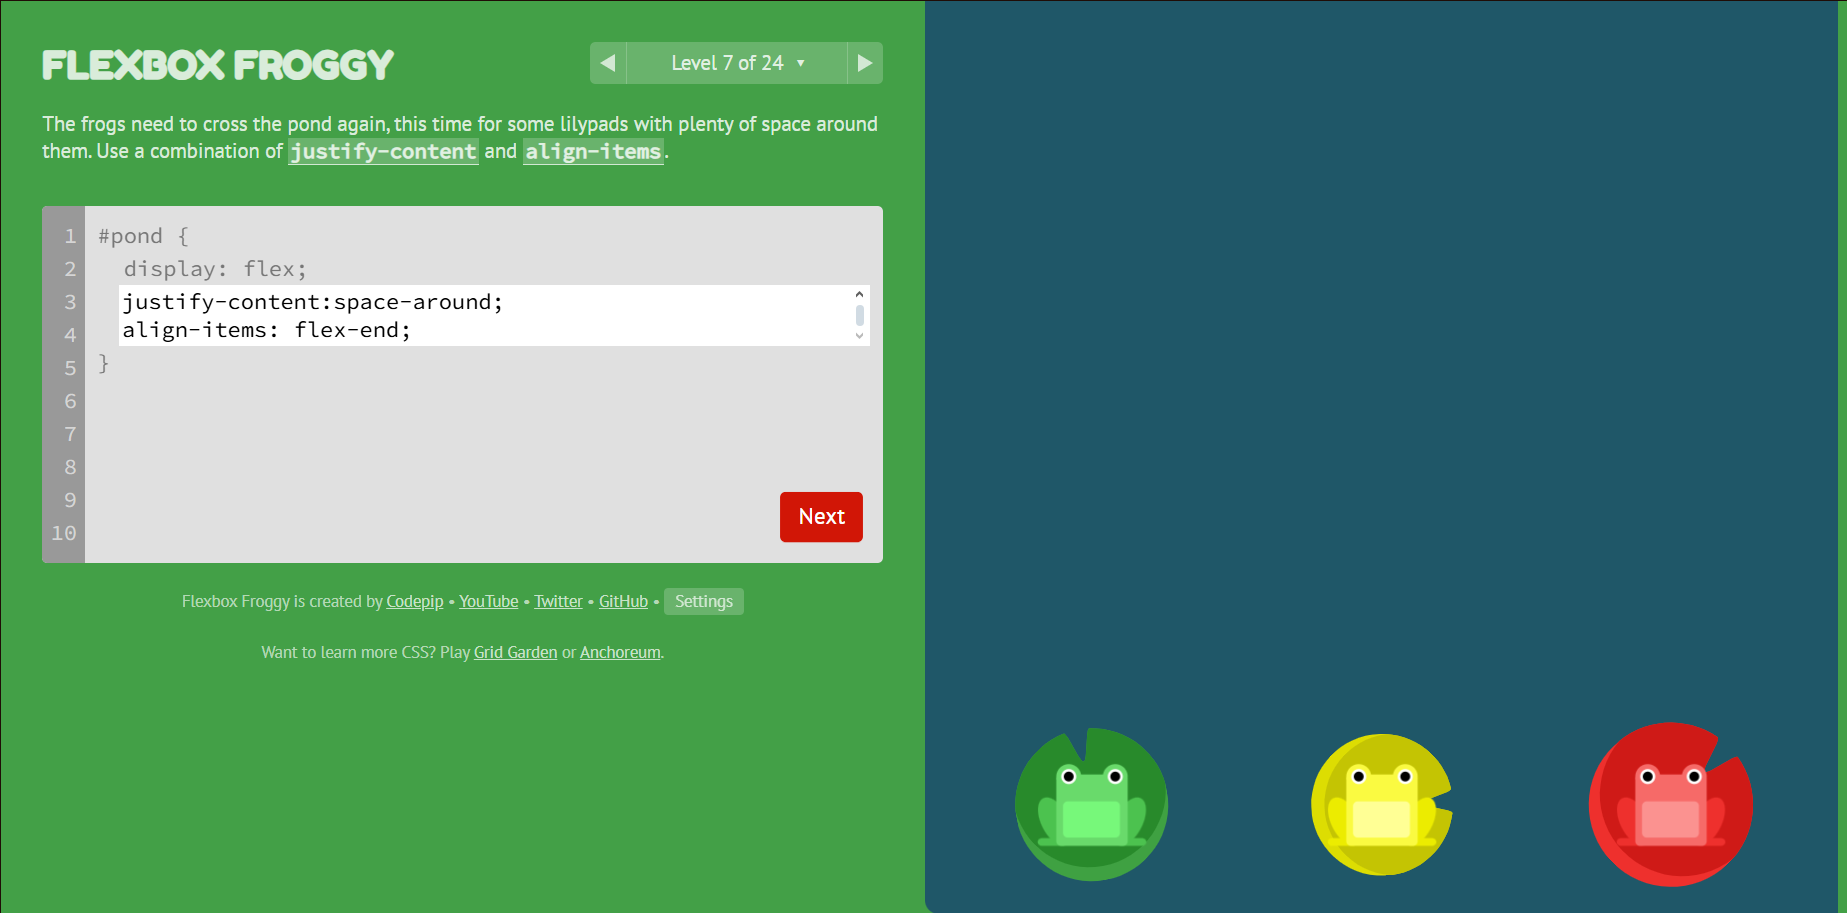 FLEXBOX FROGGY
◀ Level 7 of 24 ▼ ▶
The frogs need to cross the pond again, this time for some lilypads with plenty of space around
them. Use a combination of justify-content and align-items.
1 #pond {
2 display: flex;
3 justify-content:space-around;
4 align-items: flex-end;
5 }
6
7
8
9
10
Next
Flexbox Froggy is created by Codepip • YouTube • Twitter • GitHub • Settings
Want to learn more CSS? Play Grid Garden or Anchoreum.